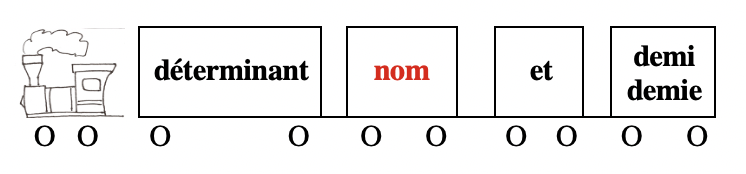 déterminant nom et demi
demie
O O O O O O O O O O